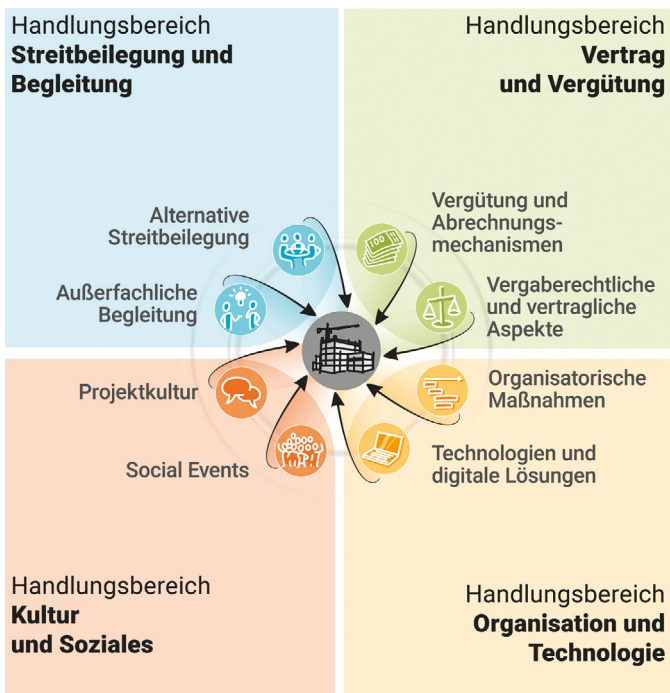 Handlungsbereich
Streitbeilegung und
Begleitung
Handlungsbereich
Vertrag
und Vergütung
Alternative
Streitbeilegung
Vergütung und
Abrechnungs-
mechanismen
Außerfachliche
Begleitung
Vergaberechtliche
und vertragliche
Aspekte
Projektkultur
Organisatorische
Maßnahmen
Social Events
Technologien und
digitale Lösungen
Handlungsbereich
Kultur
und Soziales
Handlungsbereich
Organisation und
Technologie